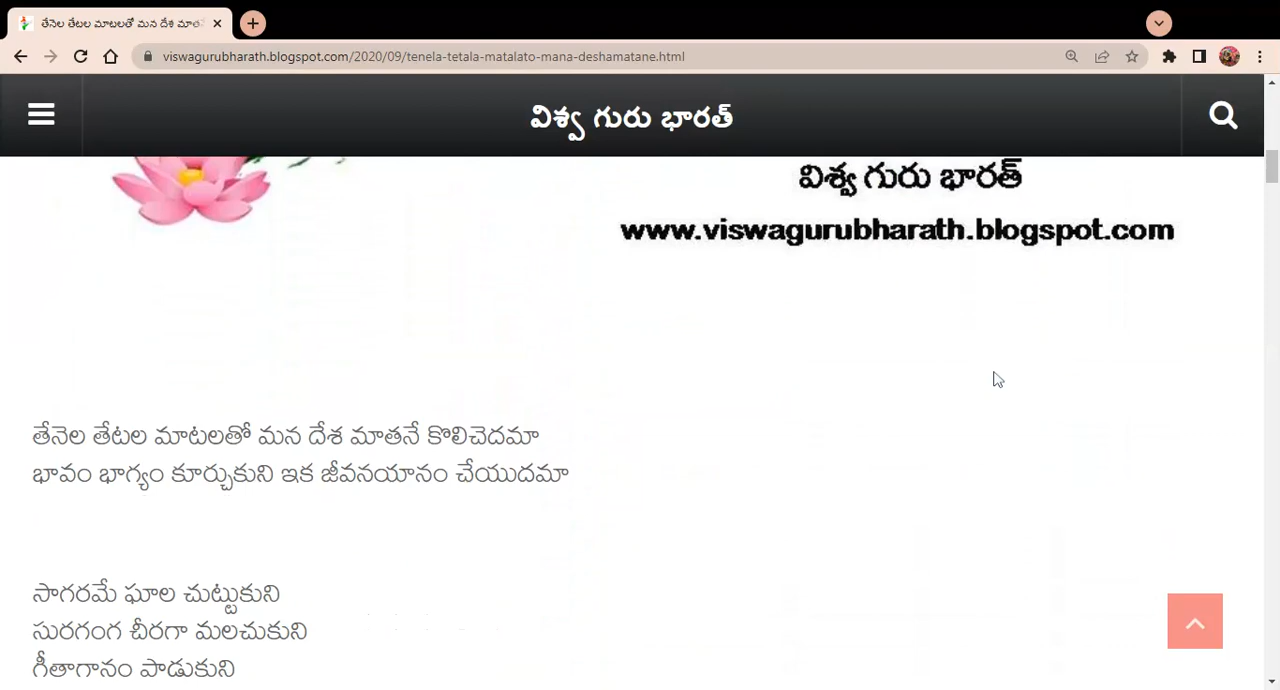 తేనెల తేటల మాటలతో మన దేశ మాత
viswagurubharath.blogspot.com/2020/09/tenela-tetala-matalato-mana-deshamatane.html
విశ్వ గురు భారత్
విశ్వ గురు భారత్
www.viswagurubharath.blogspot.com
తేనెల తేటల మాటలతో మన దేశ మాతనే కొలిచెదమా
భావం భాగ్యం కూర్చుకుని ఇక జీవనయానం చేయుదమా
సాగరమే ఘాల చుట్టుకుని
సురగంగ చీరగా మలచుకుని
గీతాగానం పాడుకుని